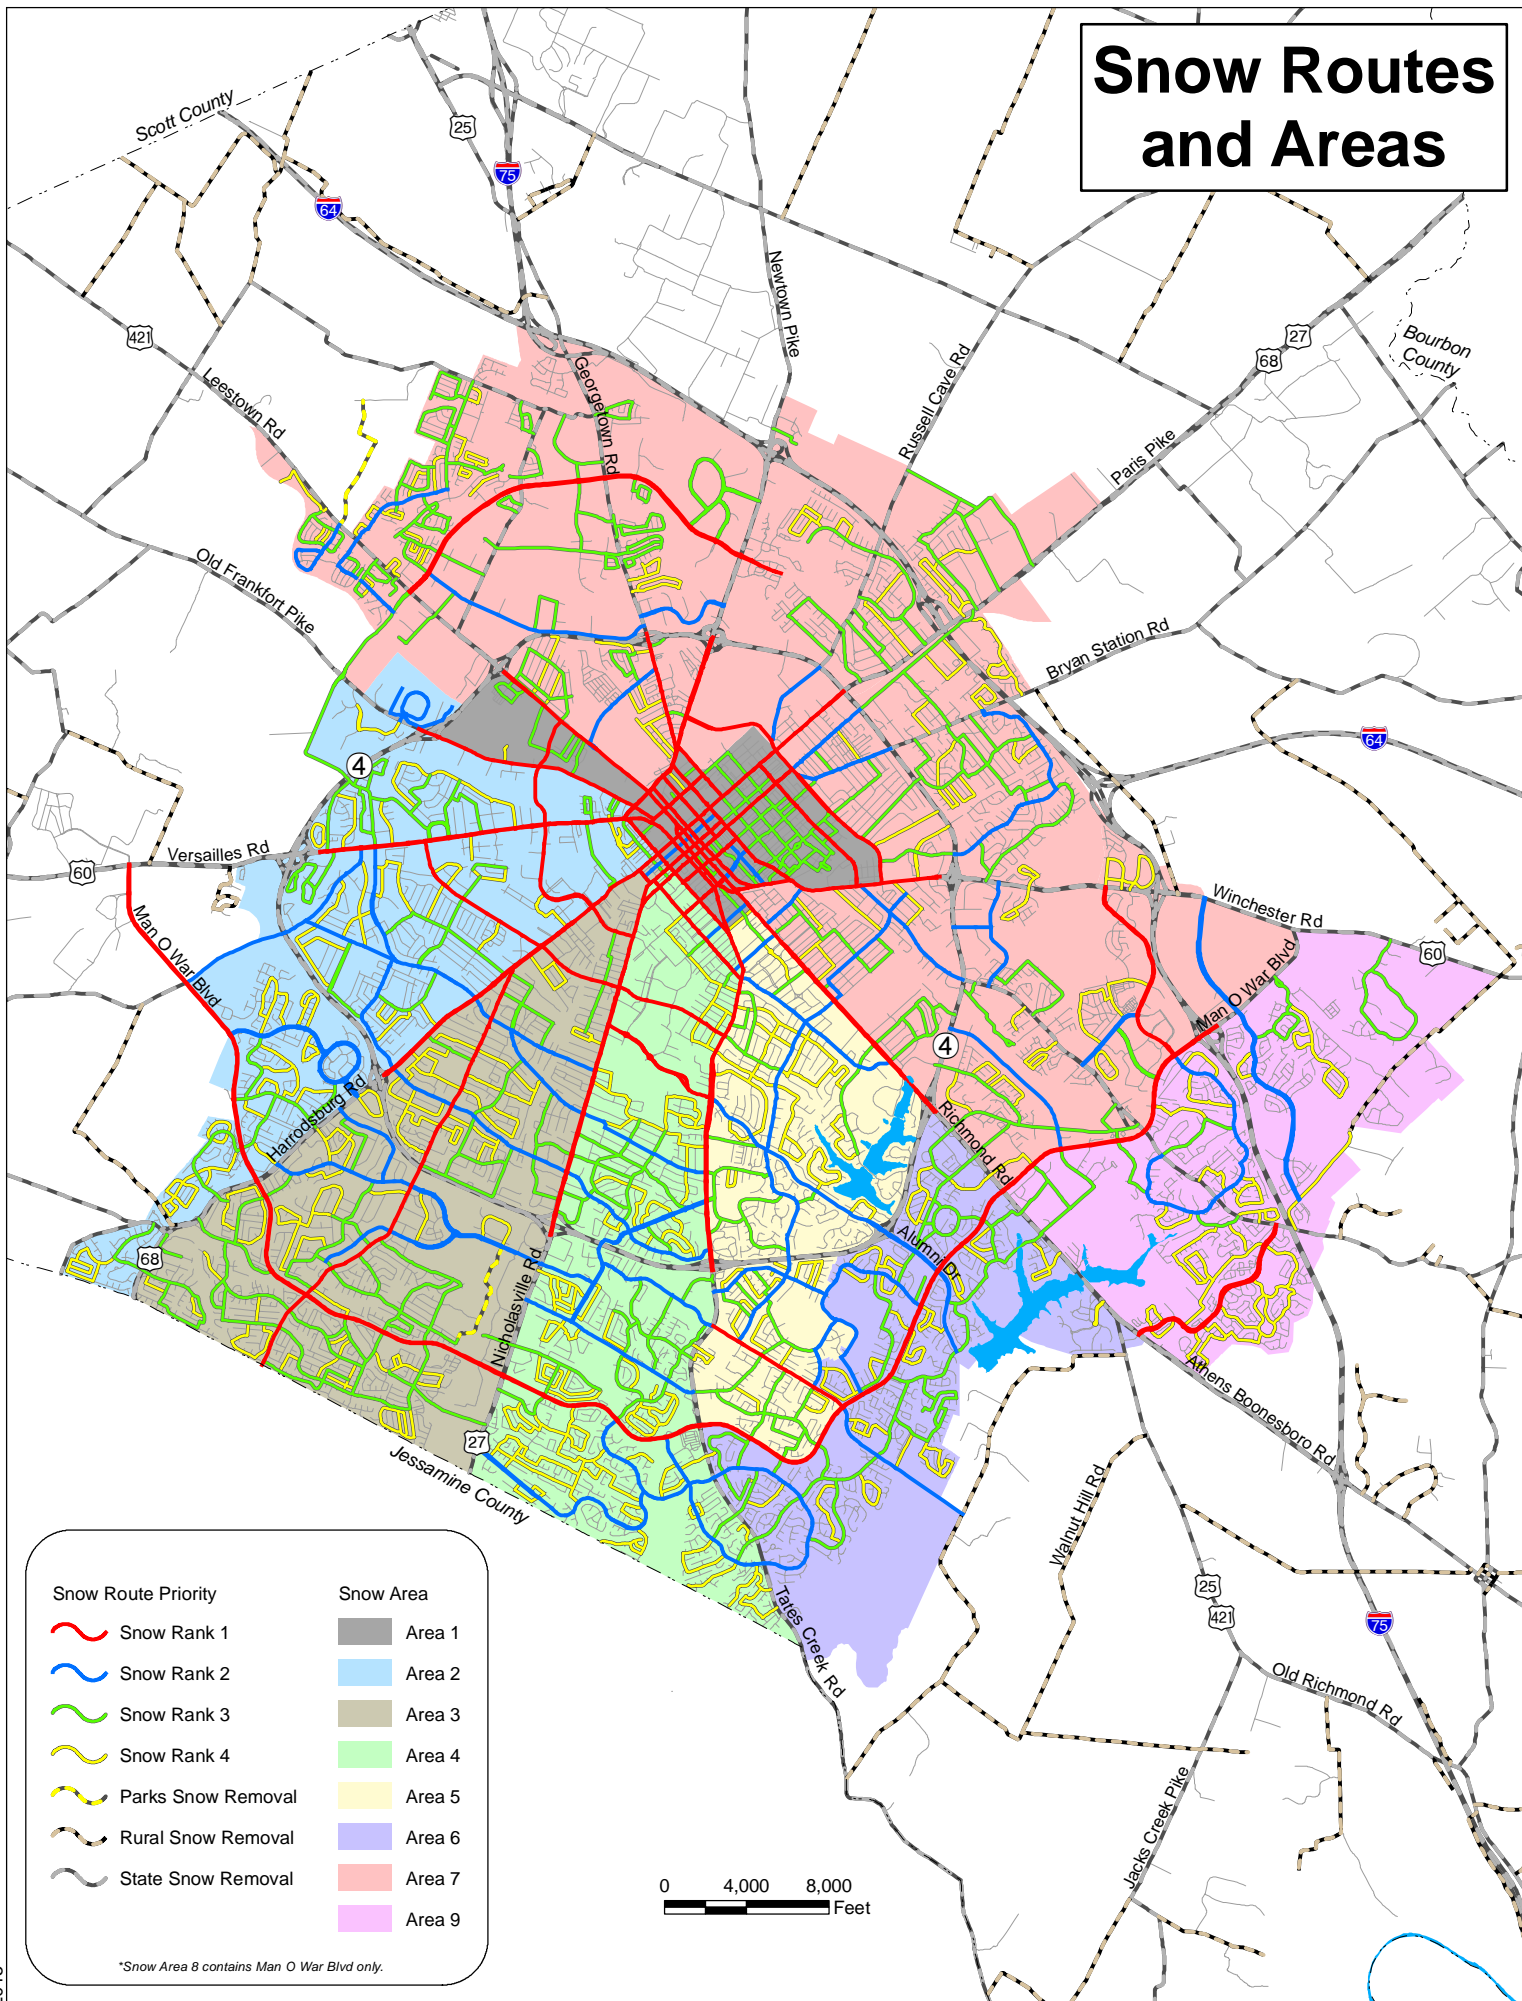 Snow Routes
and Areas
Scott County
25
75
64
Newtown Pike
27
68
Bourbon
County
421
Leestown Rd
Georgetown Rd
Russell Cave Rd
Paris Pike
Old Frankfort Pike
Bryan Station Rd
64
4
Versailles Rd
60
Winchester Rd
60
Man O War Blvd
Man O War Blvd
4
Harrodsburg Rd
Richmond Rd
68
Alumni Dr
Nicholasville Rd
Athens Boonesboro Rd
27
Jessamine County
Walnut Hill Rd
Tates Creek Rd
25
421
75
Old Richmond Rd
Jacks Creek Pike
Snow Route Priority
Snow Rank 1
Snow Rank 2
Snow Rank 3
Snow Rank 4
Parks Snow Removal
Rural Snow Removal
State Snow Removal
Snow Area
Area 1
Area 2
Area 3
Area 4
Area 5
Area 6
Area 7
Area 9
*Snow Area 8 contains Man O War Blvd only.
0 4,000 8,000
Feet